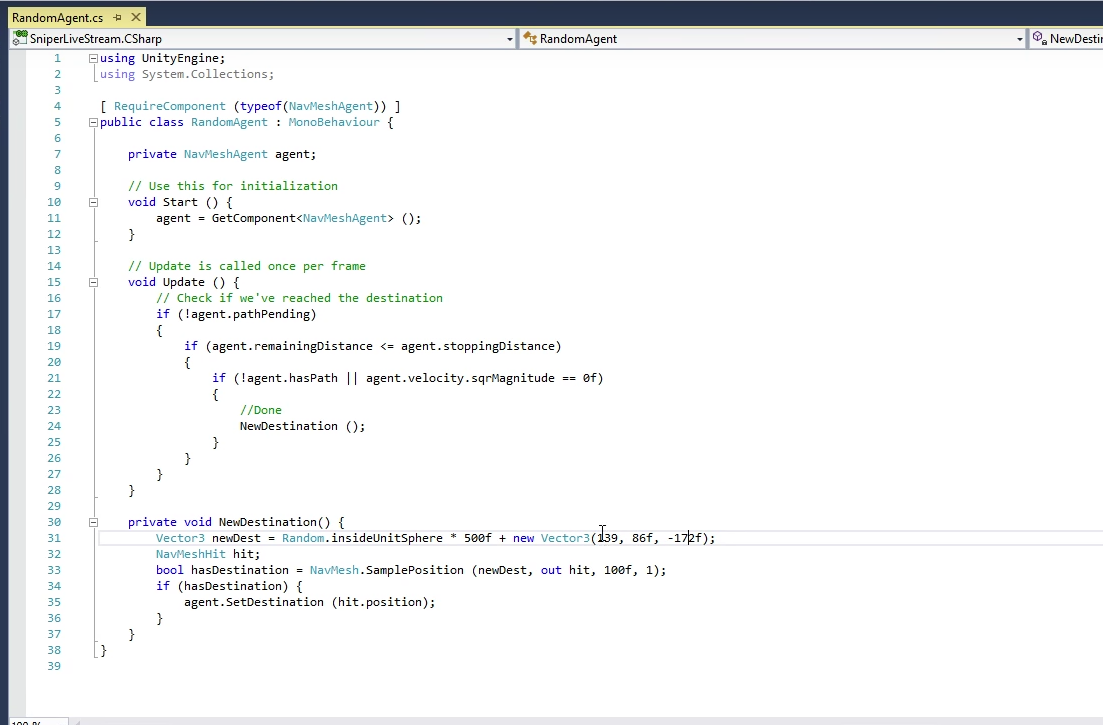 RandomAgent.cs
SniperLiveStream.CSharp RandomAgent NewDestin
1 using UnityEngine;
2 using System.Collections;
3
4 [ RequireComponent (typeof(NavMeshAgent)) ]
5 public class RandomAgent : MonoBehaviour {
6
7 private NavMeshAgent agent;
8
9 // Use this for initialization
10 void Start () {
11 agent = GetComponent<NavMeshAgent> ();
12 }
13
14 // Update is called once per frame
15 void Update () {
16 // Check if we've reached the destination
17 if (!agent.pathPending)
18 {
19 if (agent.remainingDistance <= agent.stoppingDistance)
20 {
21 if (!agent.hasPath || agent.velocity.sqrMagnitude == 0f)
22 {
23 //Done
24 NewDestination ();
25 }
26 }
27 }
28 }
29
30 private void NewDestination() {
31 Vector3 newDest = Random.insideUnitSphere * 500f + new Vector3(139, 86f, -172f);
32 NavMeshHit hit;
33 bool hasDestination = NavMesh.SamplePosition (newDest, out hit, 100f, 1);
34 if (hasDestination) {
35 agent.SetDestination (hit.position);
36 }
37 }
38 }
39